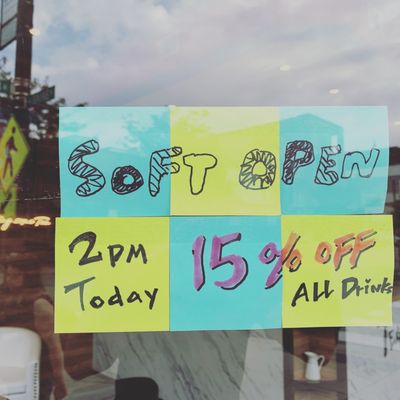 SOFT OPEN
2PM
Today
15% OFF
All Drinks